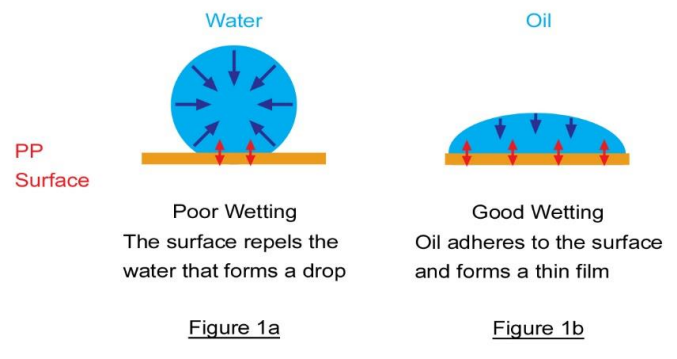 Water
Oil
PP
Surface
Poor Wetting
The surface repels the
water that forms a drop
Good Wetting
Oil adheres to the surface
and forms a thin film
Figure 1a
Figure 1b